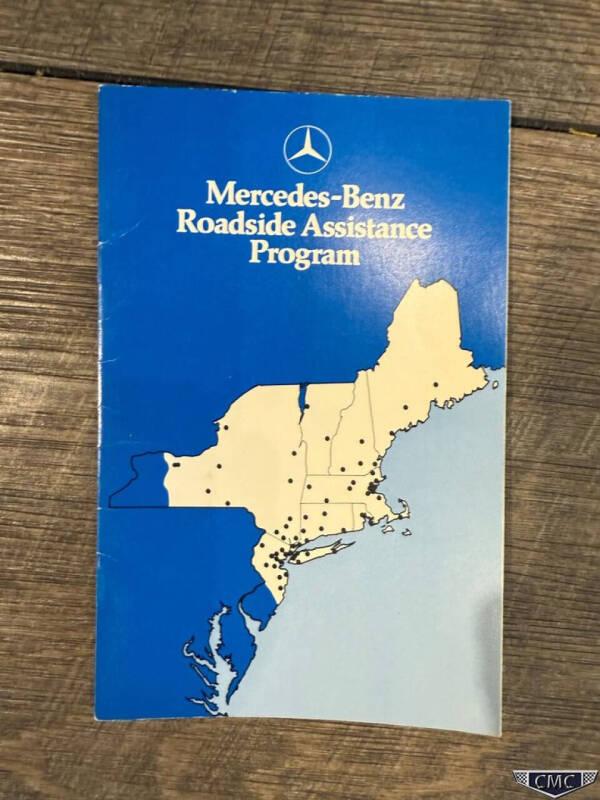 Mercedes-Benz
Roadside Assistance
Program
CMC